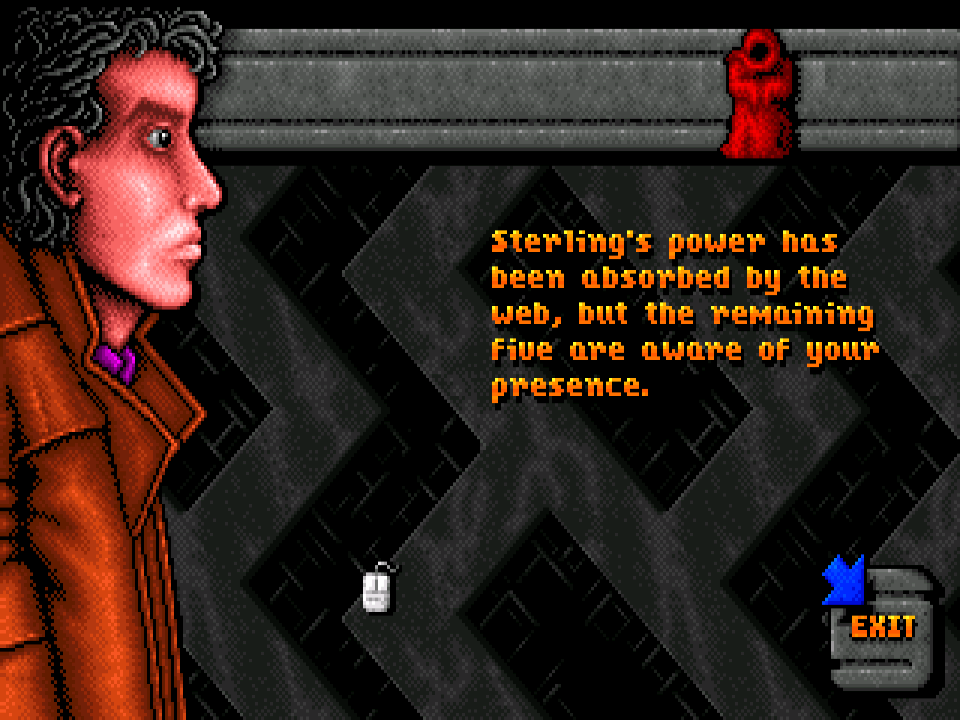 Sterling's power has
been absorbed by the
web, but the remaining
five are aware of your
presence.
EXIT